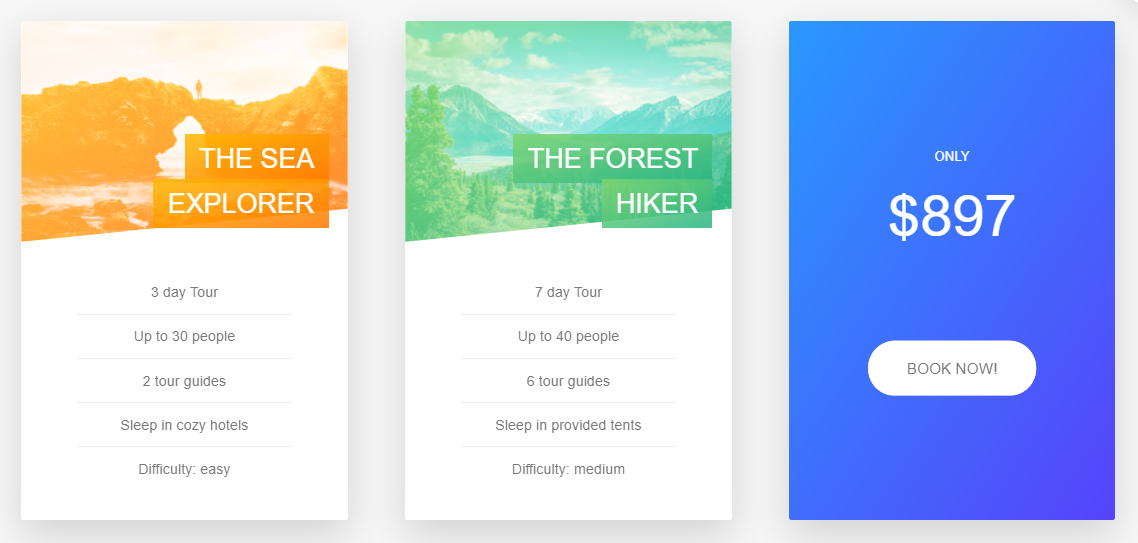 THE SEA
EXPLORER
3 day Tour
Up to 30 people
2 tour guides
Sleep in cozy hotels
Difficulty: easy
THE FOREST
HIKER
7 day Tour
Up to 40 people
6 tour guides
Sleep in provided tents
Difficulty: medium
ONLY
$897
BOOK NOW!